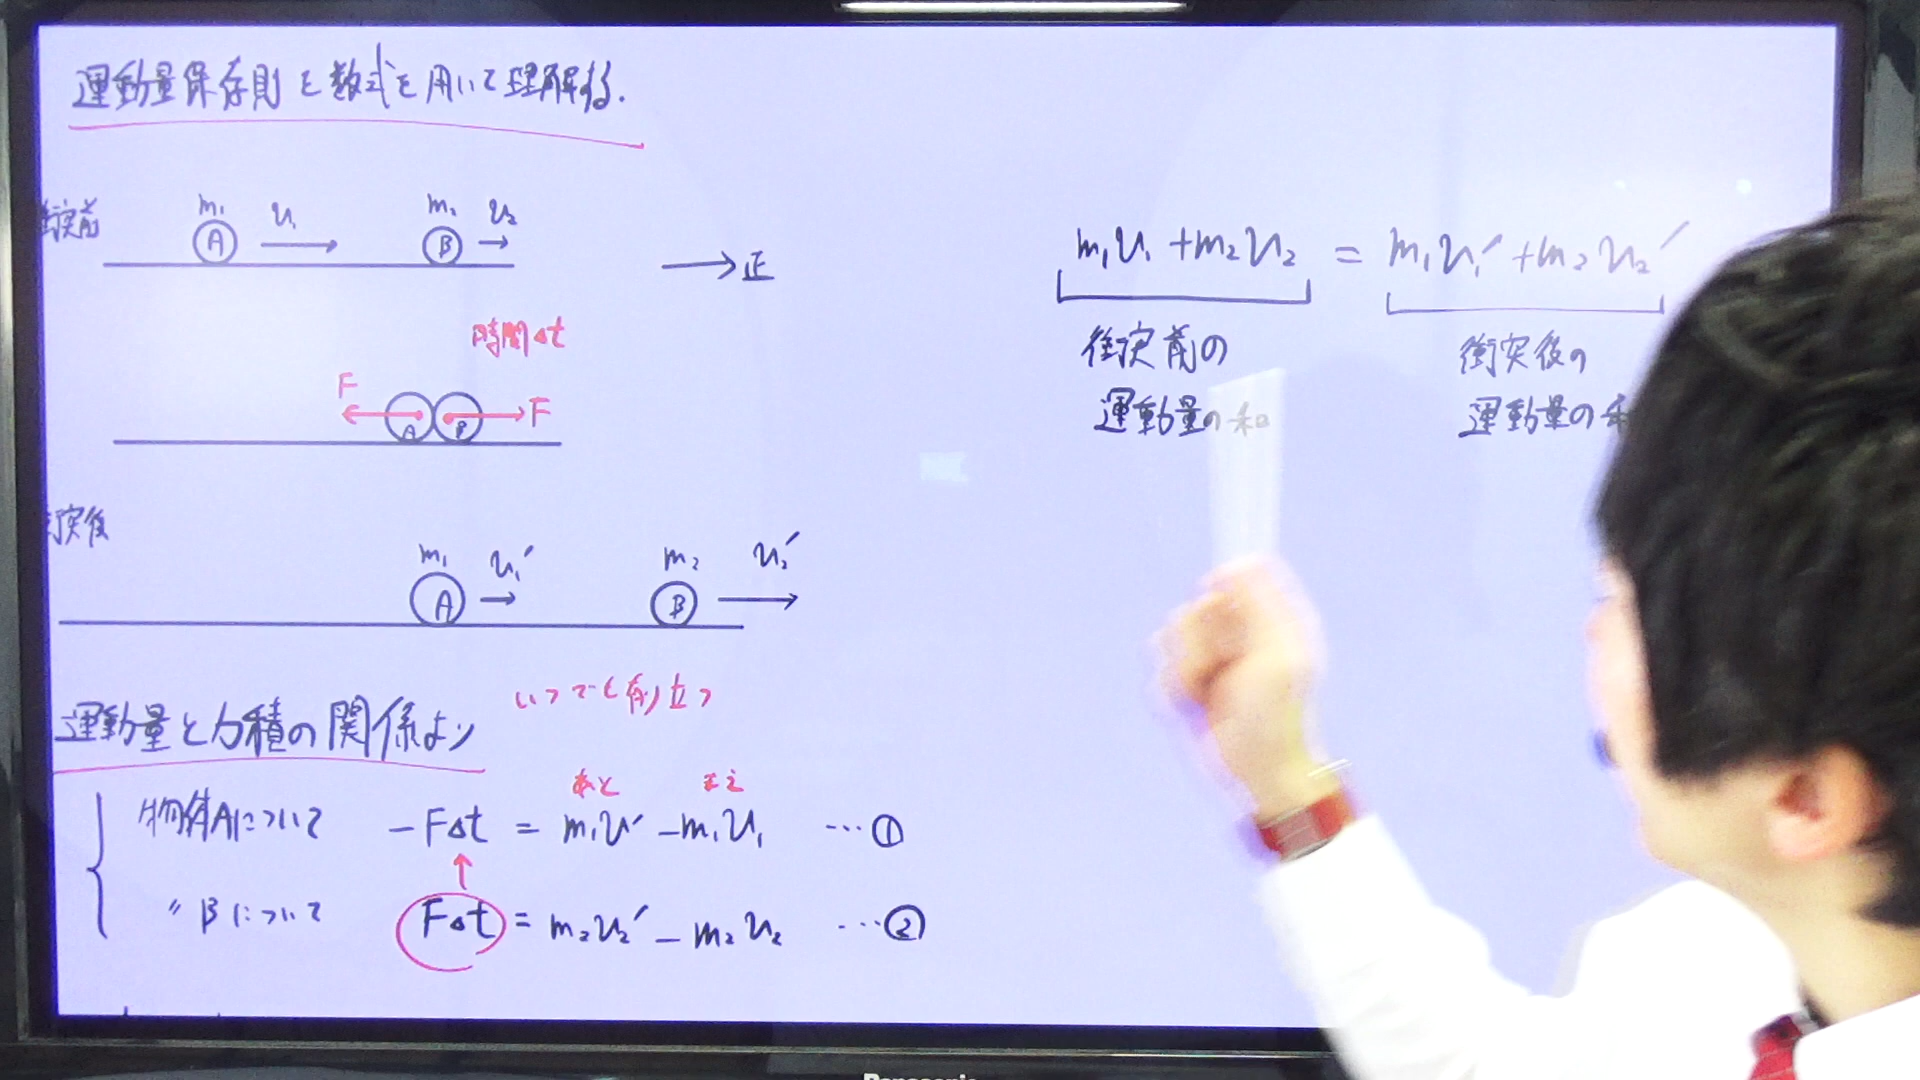 運動量保存則を数式を用いて理解する.
衝突前
m₁ v₁ m₂ v₂
A B
正
時間Δt
F F
A B
衝突後
m₁ v₁′ m₂ v₂′
A B
運動量と力積の関係より
いつでも成り立つ
あと まえ
物体Aについて -FΔt = m₁v′ - m₁v₁ …①
〃 Bについて FΔt = m₂v₂′ - m₂v₂ …②
m₁v₁ + m₂v₂ = m₁v₁′ + m₂v₂′
衝突前の 衝突後の
運動量の和 運動量の和
Panasonic